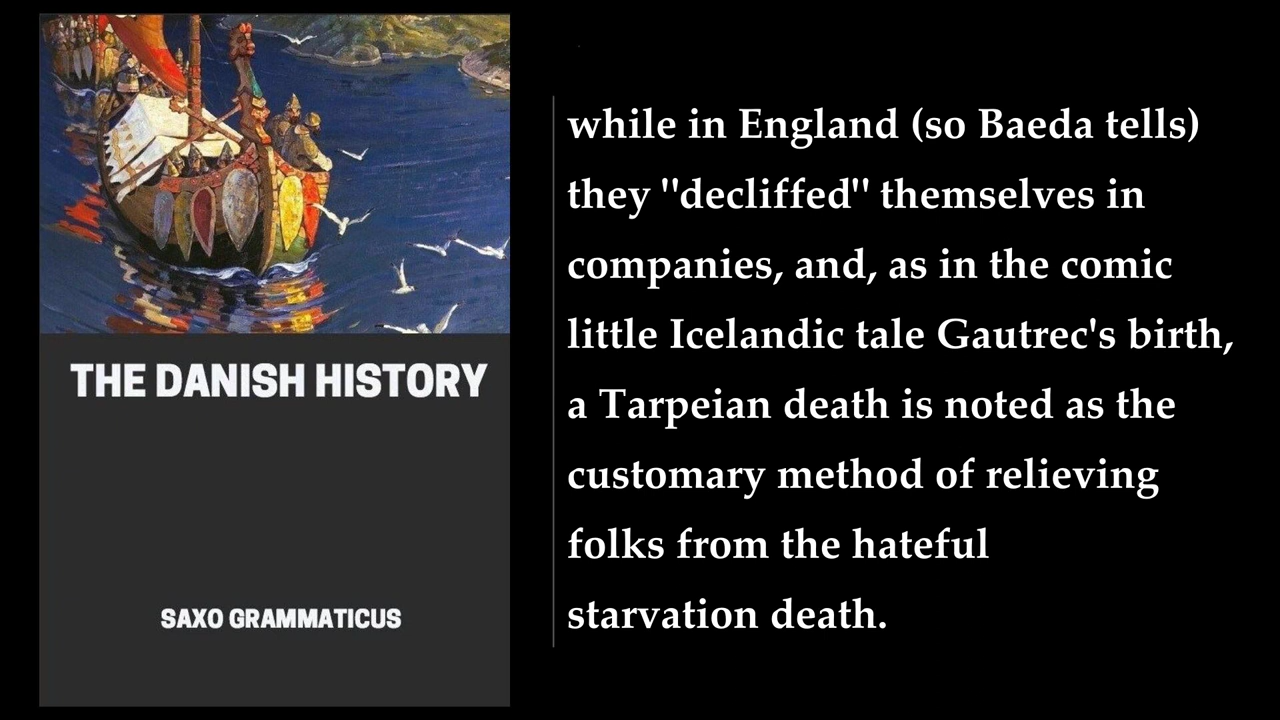 THE DANISH HISTORY
SAXO GRAMMATICUS
while in England (so Baeda tells)
they "decliffed" themselves in
companies, and, as in the comic
little Icelandic tale Gautrec's birth,
a Tarpeian death is noted as the
customary method of relieving
folks from the hateful
starvation death.